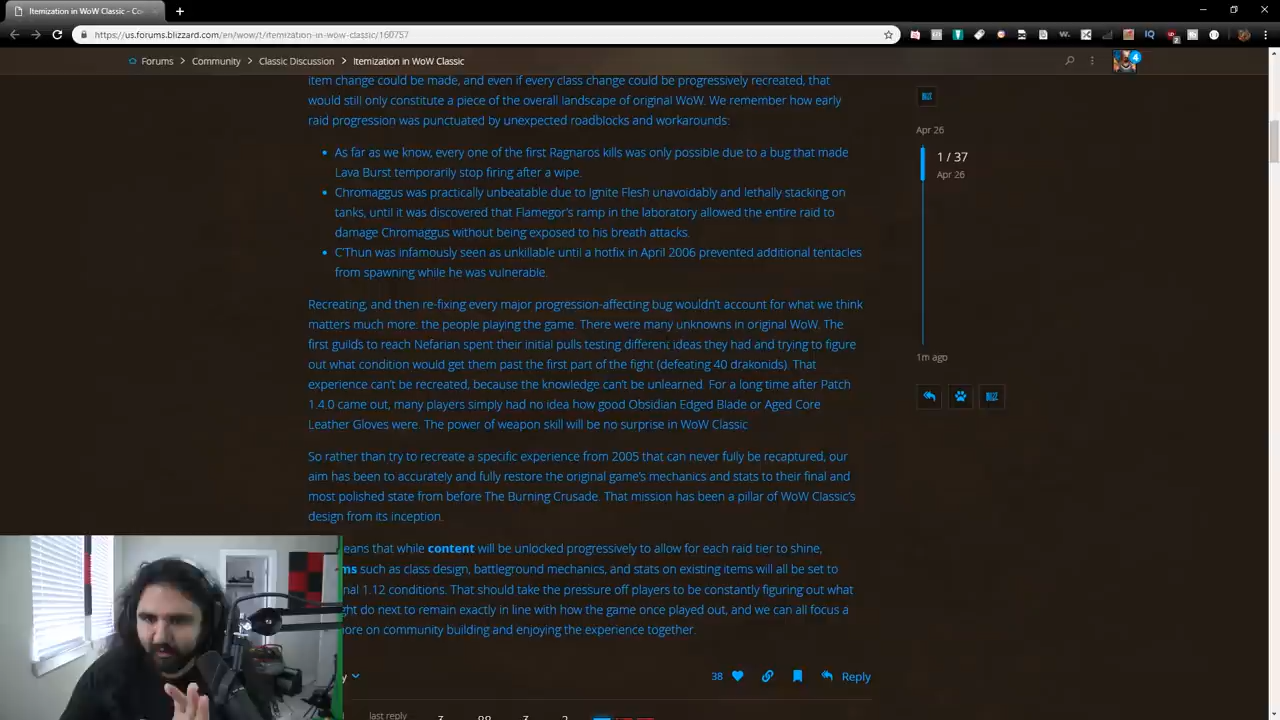 Itemization in WoW Classic - Co
https://us.forums.blizzard.com/en/wow/t/itemization-in-wow-classic/160757
Forums > Community > Classic Discussion > Itemization in WoW Classic
4
item change could be made, and even if every class change could be progressively recreated, that
would still only constitute a piece of the overall landscape of original WoW. We remember how early
raid progression was punctuated by unexpected roadblocks and workarounds:
• As far as we know, every one of the first Ragnaros kills was only possible due to a bug that made
Lava Burst temporarily stop firing after a wipe.
• Chromaggus was practically unbeatable due to Ignite Flesh unavoidably and lethally stacking on
tanks, until it was discovered that Flamegor's ramp in the laboratory allowed the entire raid to
damage Chromaggus without being exposed to his breath attacks.
• C'Thun was infamously seen as unkillable until a hotfix in April 2006 prevented additional tentacles
from spawning while he was vulnerable.
Recreating, and then re-fixing every major progression-affecting bug wouldn't account for what we think
matters much more: the people playing the game. There were many unknowns in original WoW. The
first guilds to reach Nefarian spent their initial pulls testing different ideas they had and trying to figure
out what condition would get them past the first part of the fight (defeating 40 drakonids). That
experience can't be recreated, because the knowledge can't be unlearned. For a long time after Patch
1.4.0 came out, many players simply had no idea how good Obsidian Edged Blade or Aged Core
Leather Gloves were. The power of weapon skill will be no surprise in WoW Classic
So rather than try to recreate a specific experience from 2005 that can never fully be recaptured, our
aim has been to accurately and fully restore the original game's mechanics and stats to their final and
most polished state from before The Burning Crusade. That mission has been a pillar of WoW Classic's
design from its inception.
eans that while content will be unlocked progressively to allow for each raid tier to shine,
ms such as class design, battleground mechanics, and stats on existing items will all be set to
nal 1.12 conditions. That should take the pressure off players to be constantly figuring out what
ght do next to remain exactly in line with how the game once played out, and we can all focus a
ore on community building and enjoying the experience together.
38 Reply
last reply
BLIZZ
Apr 26
1 / 37
Apr 26
1m ago
BLIZZ